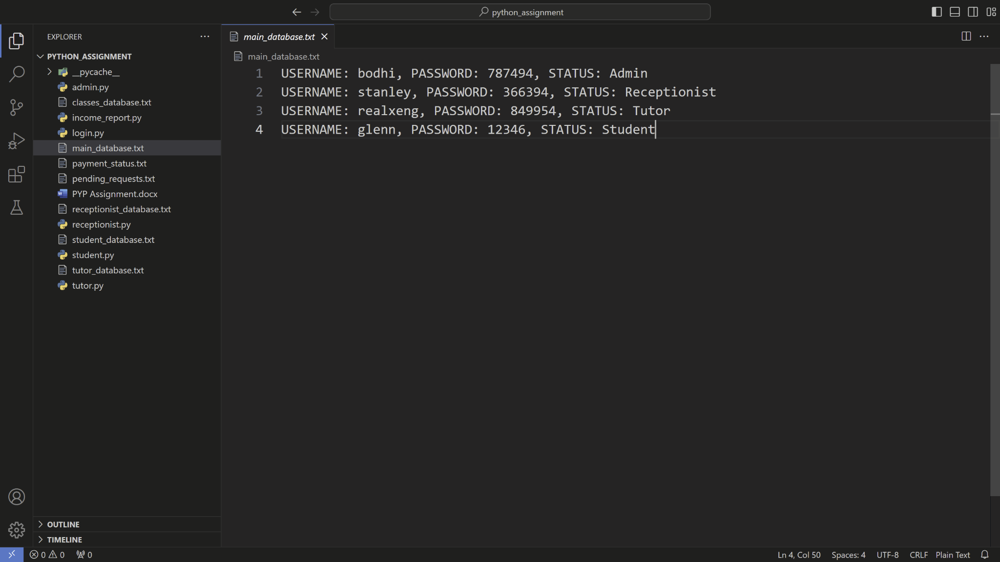 python_assignment
EXPLORER
PYTHON_ASSIGNMENT
__pycache__
admin.py
classes_database.txt
income_report.py
login.py
main_database.txt
payment_status.txt
pending_requests.txt
PYP Assignment.docx
receptionist_database.txt
receptionist.py
student_database.txt
student.py
tutor_database.txt
tutor.py
OUTLINE
TIMELINE
main_database.txt
main_database.txt
1 USERNAME: bodhi, PASSWORD: 787494, STATUS: Admin
2 USERNAME: stanley, PASSWORD: 366394, STATUS: Receptionist
3 USERNAME: realxeng, PASSWORD: 849954, STATUS: Tutor
4 USERNAME: glenn, PASSWORD: 12346, STATUS: Student
0 0 0 Ln 4, Col 50 Spaces: 4 UTF-8 CRLF Plain Text